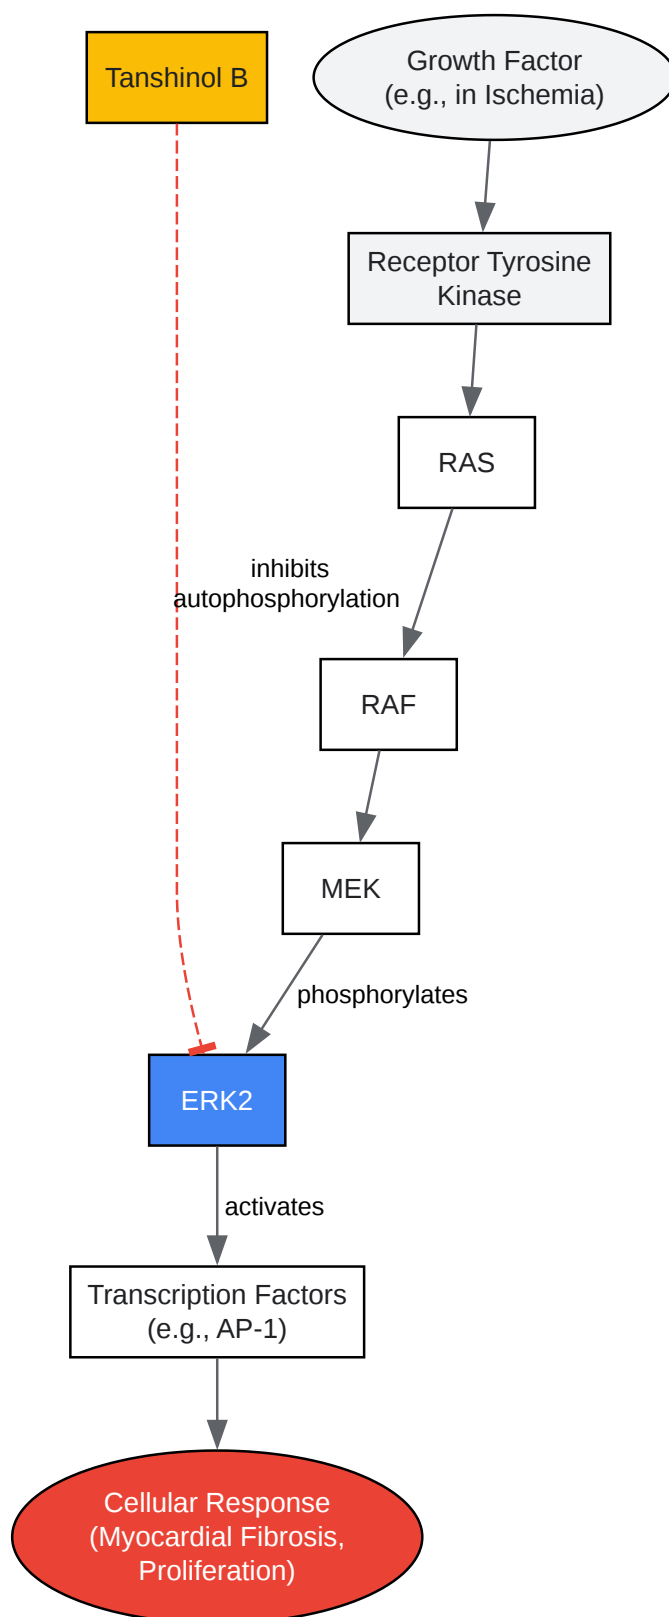 Tanshinol B
Growth Factor
(e.g., in Ischemia)
Receptor Tyrosine
Kinase
RAS
inhibits
autophosphorylation
RAF
MEK
phosphorylates
ERK2
activates
Transcription Factors
(e.g., AP-1)
Cellular Response
(Myocardial Fibrosis,
Proliferation)